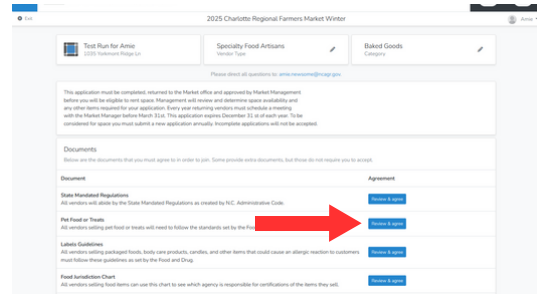 Exit
2025 Charlotte Regional Farmers Market Winter
Amie
Test Run for Amie
1035 Yorkmont Ridge Ln
Specialty Food Artisans
Vendor Type
Baked Goods
Category
Please direct all questions to: amie.newsome@ncagr.gov
This application must be completed, returned to the Market office and approved by Market Management
before you will be eligible to rent space. Management will review and determine space availability and
any other items required for your application. Every year returning vendors must schedule a meeting
with the Market Manager before March 31st. This application expires December 31 st of each year. To be
considered for space you must submit a new application annually. Incomplete applications will not be accepted.
Documents
Below are the documents that you must agree to in order to join. Some provide extra documents, but those do not require you to accept.
Document
Agreement
State Mandated Regulations
All vendors will abide by the State Mandated Regulations as created by N.C. Administrative Code.
Review & agree
Pet Food or Treats
All vendors selling pet food or treats will need to follow the standards set by the
Review & agree
Labels Guidelines
All vendors selling packaged foods, body care products, candles, and other items that could cause an allergic reaction to customers
must follow these guidelines as set by the Food and Drug.
Review & agree
Food Jurisdiction Chart
All vendors selling food items can use this chart to see which agency is responsible for certifications of the items they sell.
Review & agree